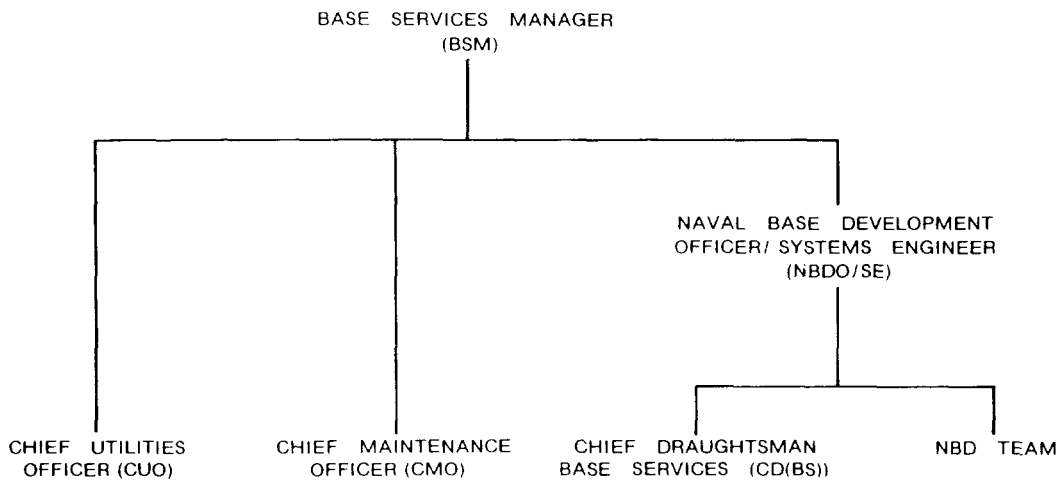 BASE SERVICES MANAGER
(BSM)
NAVAL BASE DEVELOPMENT
OFFICER/ SYSTEMS ENGINEER
(NBDO/SE)
CHIEF UTILITIES
OFFICER (CUO)
CHIEF MAINTENANCE
OFFICER (CMO)
CHIEF DRAUGHTSMAN
BASE SERVICES (CD(BS))
NBD TEAM